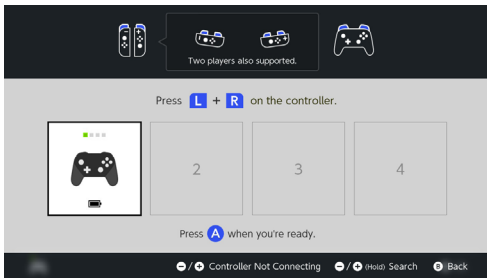 Two players also supported.
Press L + R on the controller.
2
3
4
Press A when you're ready.
-/+ Controller Not Connecting -/+ (Hold) Search B Back